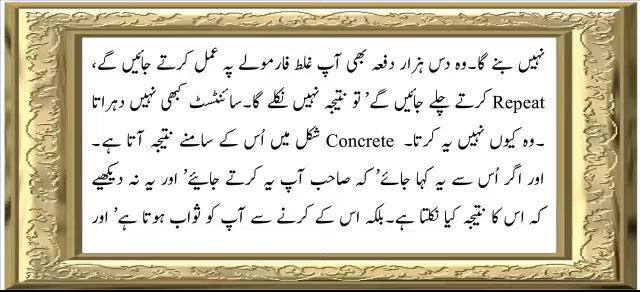 نہیں بنے گا۔وہ دس ہزار دفعہ بھی آپ غلط فارمولے پہ عمل کرتے جائیں گے،
Repeat کرتے چلے جائیں گے’ تو نتیجہ نہیں نکلے گا۔سائنٹسٹ کبھی نہیں دہراتا
۔وہ کیوں نہیں یہ کرتا۔ Concrete شکل میں اُس کے سامنے نتیجہ آتا ہے۔
اور اگر اُس سے یہ کہا جائے’ کہ صاحب آپ یہ کرتے جایئے’ اور یہ نہ دیکھیے
کہ اس کا نتیجہ کیا نکلتا ہے۔بلکہ اس کے کرنے سے آپ کو ثواب ہوتا ہے’ اور